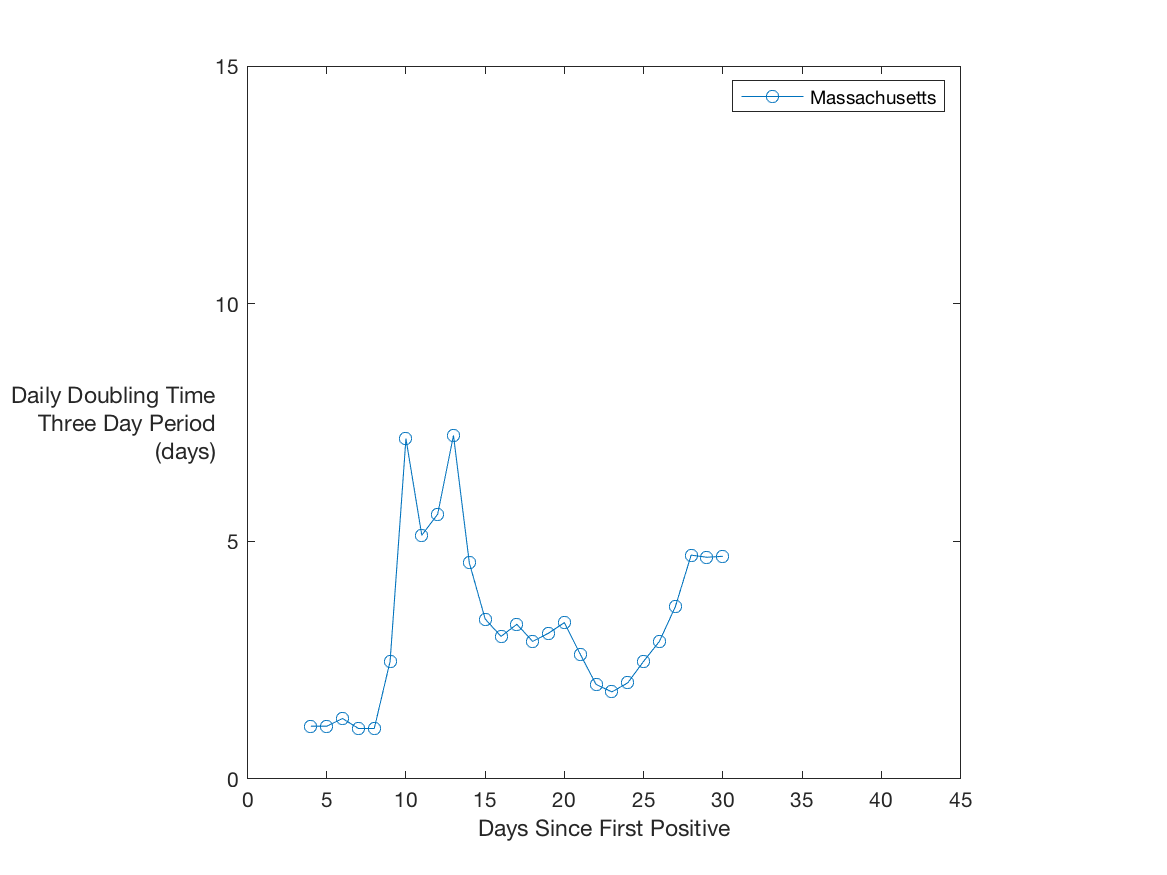 15
Massachusetts
10
Daily Doubling Time
Three Day Period
(days)
5
0
0 5 10 15 20 25 30 35 40 45
Days Since First Positive